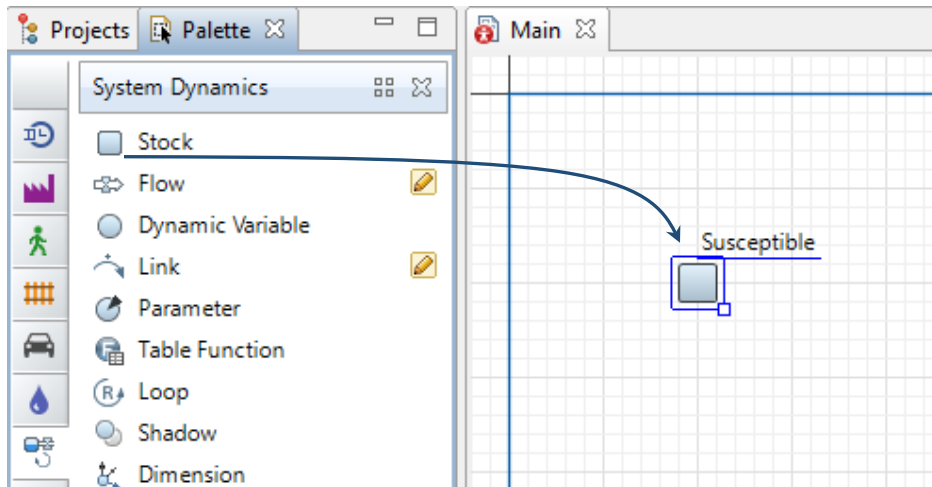 Projects Palette Main
System Dynamics
Stock
Flow
Dynamic Variable
Link
Parameter
Table Function
R Loop
Shadow
Dimension
Susceptible